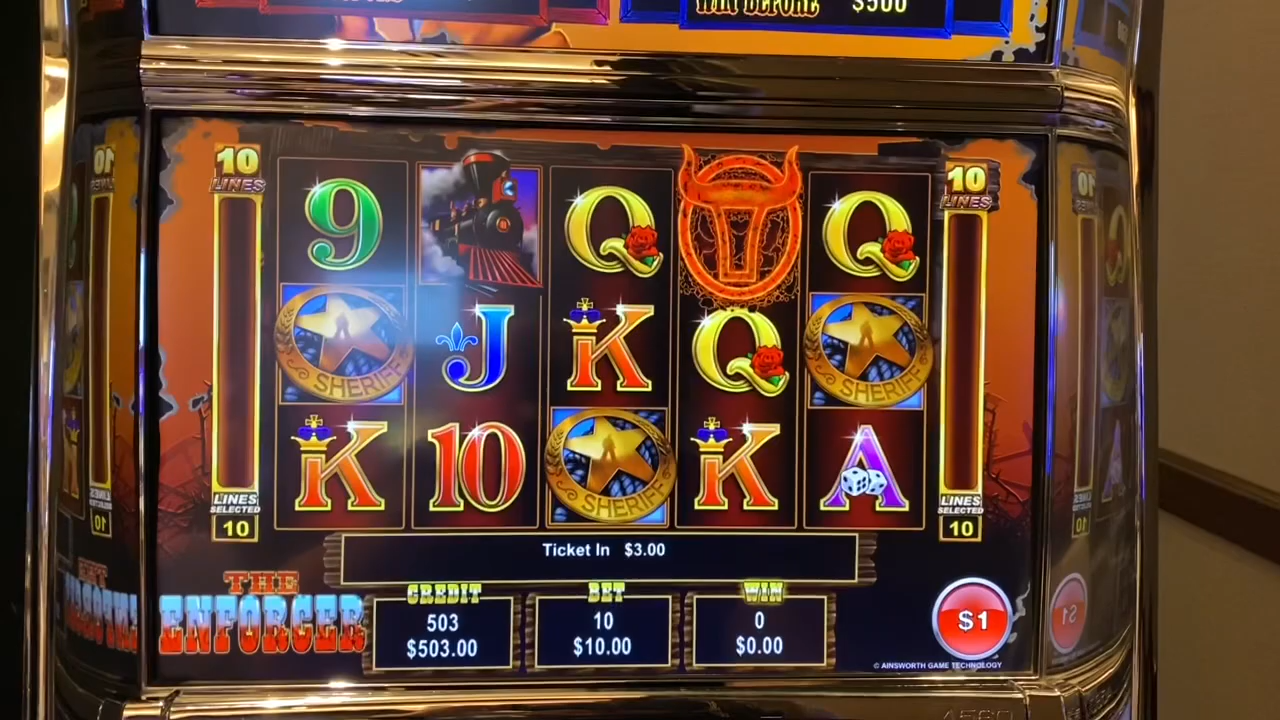 WIN BEFORE $500
10
LINES
10
LINES
9
Q
Q
SHERIFF
J
K
Q
SHERIFF
K
10
SHERIFF
K
A
LINES
SELECTED
10
LINES
SELECTED
10
Ticket In $3.00
THE
ENFORCER
CREDIT
503
$503.00
BET
10
$10.00
WIN
0
$0.00
$1
© AINSWORTH GAME TECHNOLOGY